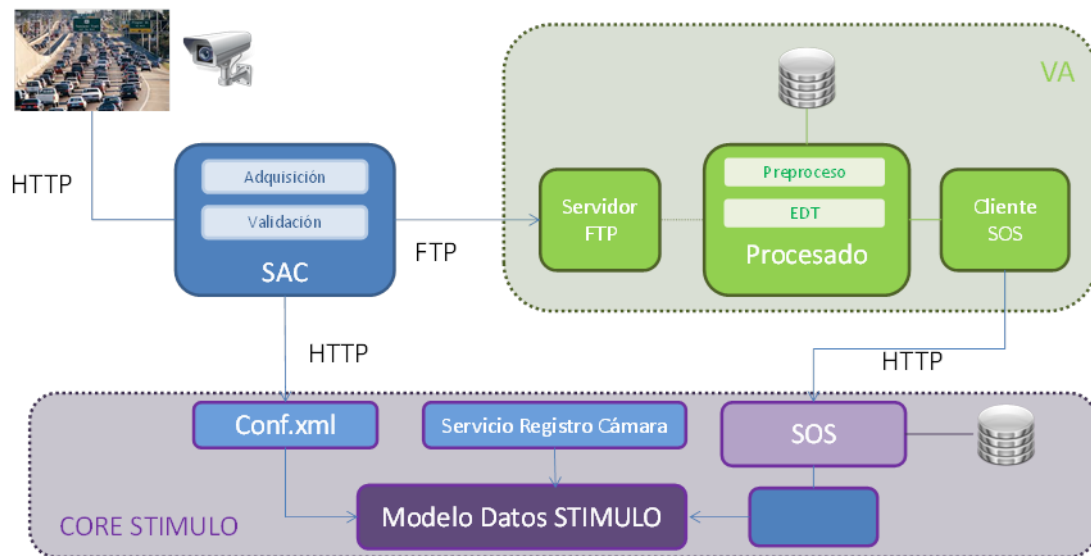 VA
HTTP
Adquisición
Validación
SAC
FTP
Servidor
FTP
Preproceso
EDT
Procesado
Cliente
SOS
HTTP
HTTP
Conf.xml
Servicio Registro Cámara
SOS
Modelo Datos STIMULO
CORE STIMULO